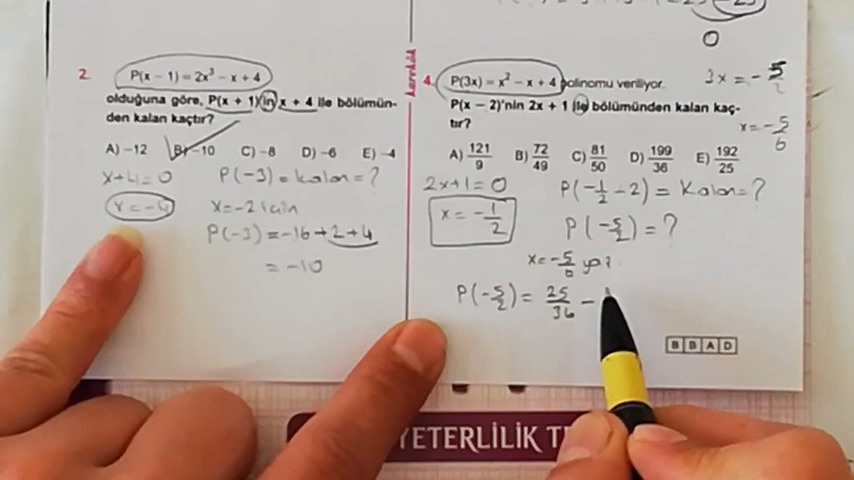 0
2.
P(x – 1) = 2x³ – x + 4
olduğuna göre, P(x + 1)'in x + 4 ile bölümün-
den kalan kaçtır?
A) –12 B) –10 C) –8 D) –6 E) –4
x+4=0 P(-3) = kalan = ?
x = -4 x=-2 için
P(-3) = -16+2+4
= -10
4.
P(3x) = x² – x + 4 polinomu veriliyor.
P(x – 2)'nin 2x + 1 ile bölümünden kalan kaç-
tır?
A) 121/9 B) 72/49 C) 81/50 D) 199/36 E) 192/25
3x = -5/2
x = -5/6
2x+1=0 P(-1/2 - 2) = Kalan = ?
x = -1/2 P(-5/2) = ?
P(-5/2) = 25/36 -
B B A D
YETERLİLİK TE